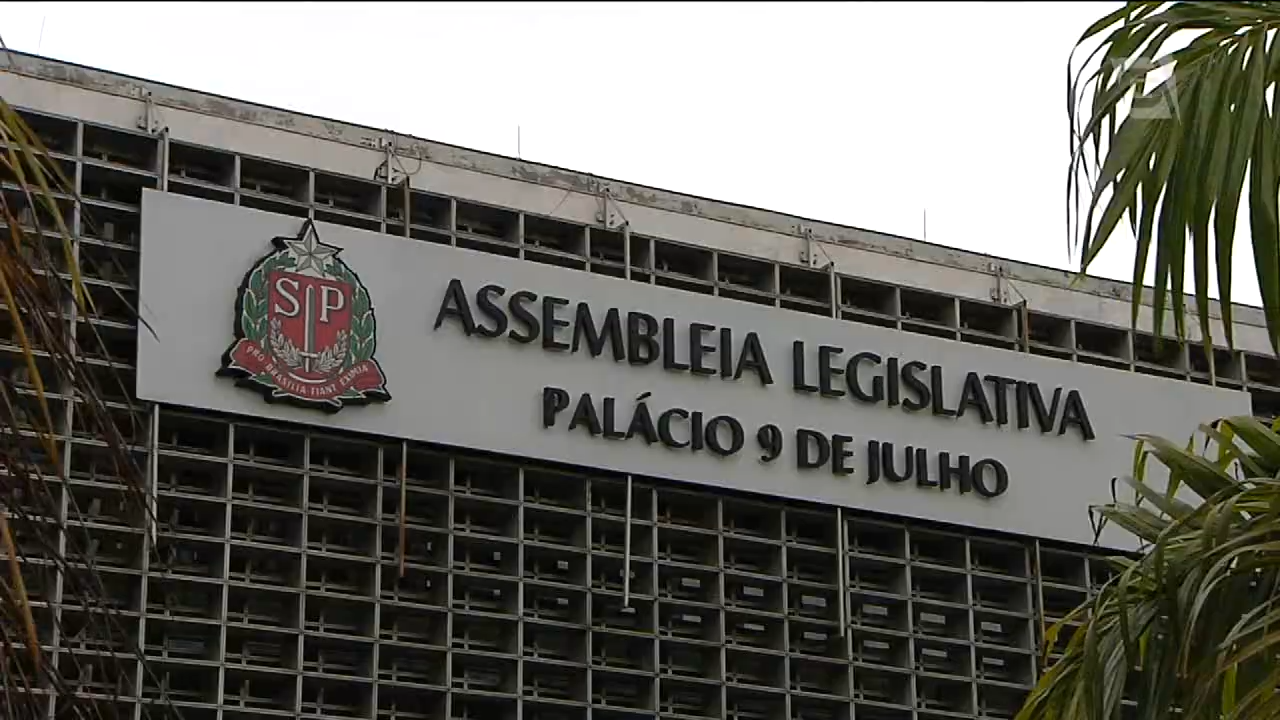 ASSEMBLEIA LEGISLATIVA
PALÁCIO 9 DE JULHO
SP
PRO BRASILIA FIANT EXIMIA